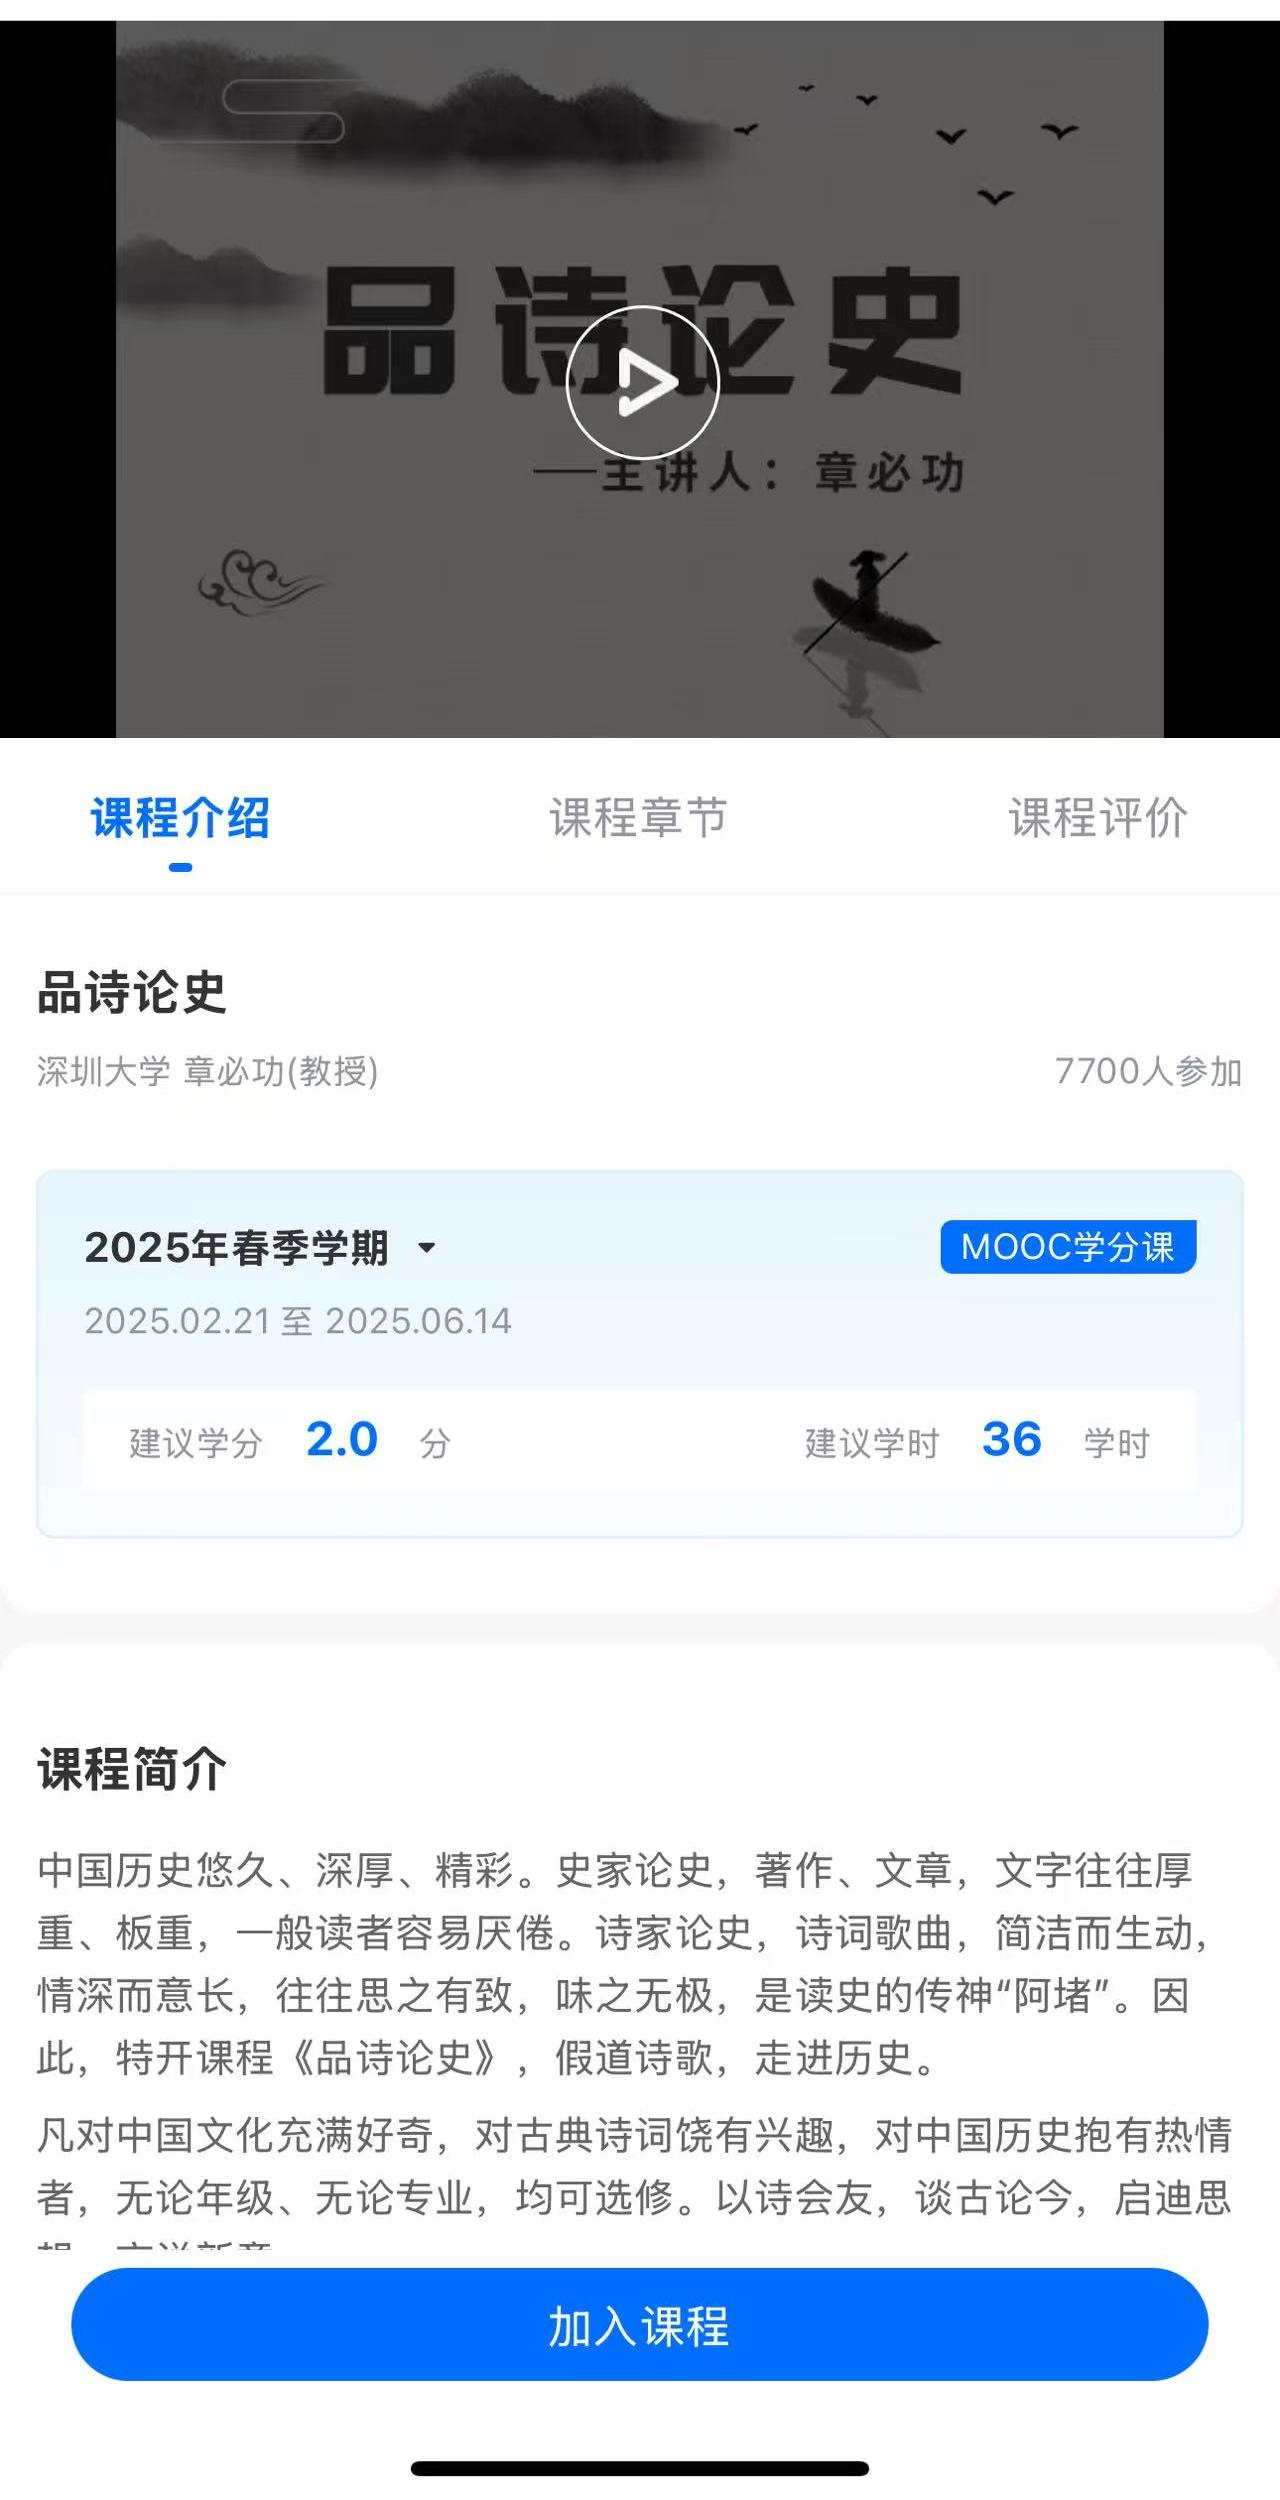 品诗论史
——主讲人：章必功
课程介绍
课程章节
课程评价
品诗论史
深圳大学 章必功(教授)
7700人参加
2025年春季学期
MOOC学分课
2025.02.21 至 2025.06.14
建议学分 2.0 分
建议学时 36 学时
课程简介
中国历史悠久、深厚、精彩。史家论史，著作、文章，文字往往厚
重、板重，一般读者容易厌倦。诗家论史，诗词歌曲，简洁而生动，
情深而意长，往往思之有致，味之无极，是读史的传神“阿堵”。因
此，特开课程《品诗论史》，假道诗歌，走进历史。
凡对中国文化充满好奇，对古典诗词饶有兴趣，对中国历史抱有热情
者，无论年级、无论专业，均可选修。以诗会友，谈古论今，启迪思
加入课程